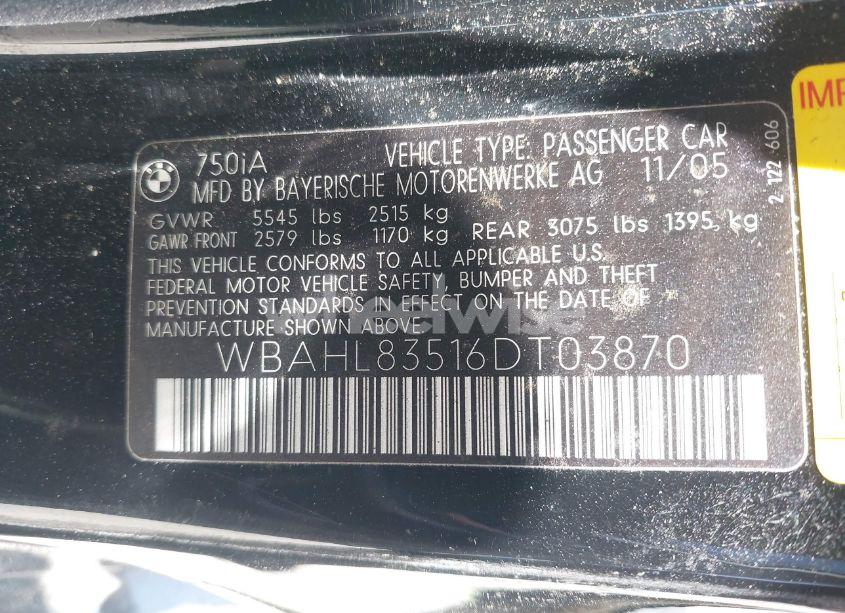 750iA VEHICLE TYPE: PASSENGER CAR
MFD BY BAYERISCHE MOTORENWERKE AG 11/05
GVWR 5545 lbs 2515 kg
GAWR FRONT 2579 lbs 1170 kg REAR 3075 lbs 1395 kg
THIS VEHICLE CONFORMS TO ALL APPLICABLE U.S.
FEDERAL MOTOR VEHICLE SAFETY, BUMPER AND THEFT
PREVENTION STANDARDS IN EFFECT ON THE DATE OF
MANUFACTURE SHOWN ABOVE.
WBAHL83516DT03870
2 122 606
IMP